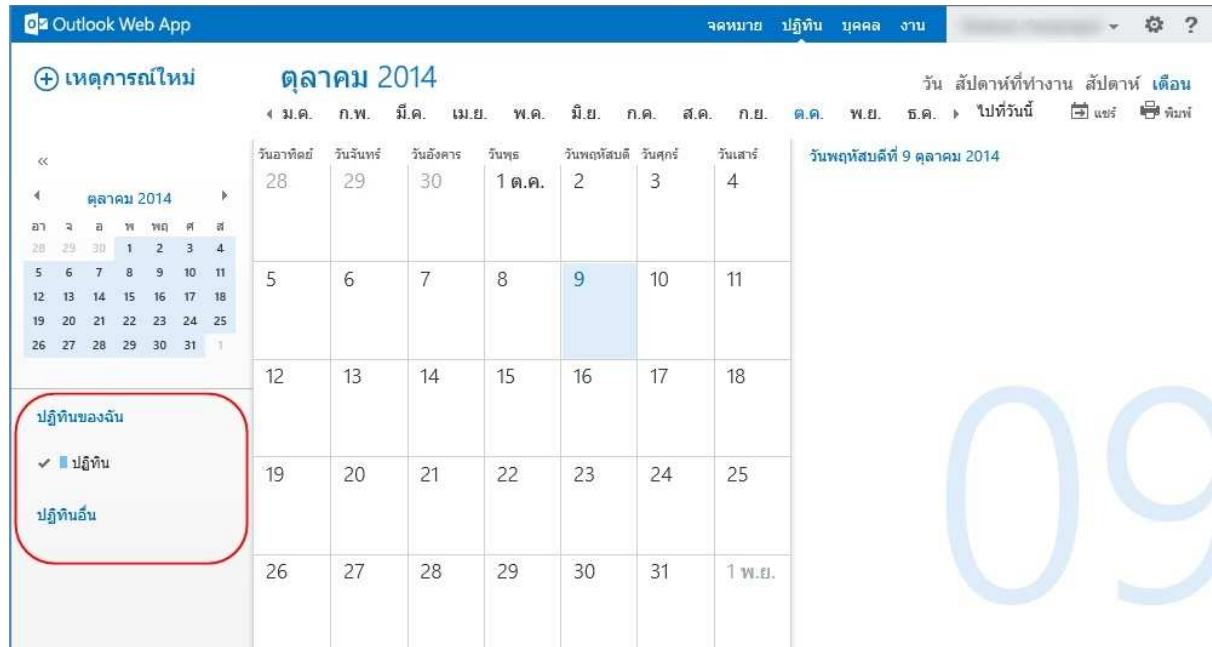 Outlook Web App
จดหมาย ปฏิทิน บุคคล งาน ?
เหตุการณ์ใหม่
ตุลาคม 2014
วัน สัปดาห์ที่ทำงาน สัปดาห์ เดือน
ม.ค. ก.พ. มี.ค. เม.ย. พ.ค. มิ.ย. ก.ค. ส.ค. ก.ย. ต.ค. พ.ย. ธ.ค. ไปที่วันนี้ แชร์ พิมพ์
«
ตุลาคม 2014
อา จ อ พ พฤ ศ ส
28 29 30 1 2 3 4
5 6 7 8 9 10 11
12 13 14 15 16 17 18
19 20 21 22 23 24 25
26 27 28 29 30 31 1
ปฏิทินของฉัน
ปฏิทิน
ปฏิทินอื่น
วันอาทิตย์ วันจันทร์ วันอังคาร วันพุธ วันพฤหัสบดี วันศุกร์ วันเสาร์
28 29 30 1 ต.ค. 2 3 4
5 6 7 8 9 10 11
12 13 14 15 16 17 18
19 20 21 22 23 24 25
26 27 28 29 30 31 1 พ.ย.
วันพฤหัสบดีที่ 9 ตุลาคม 2014
09